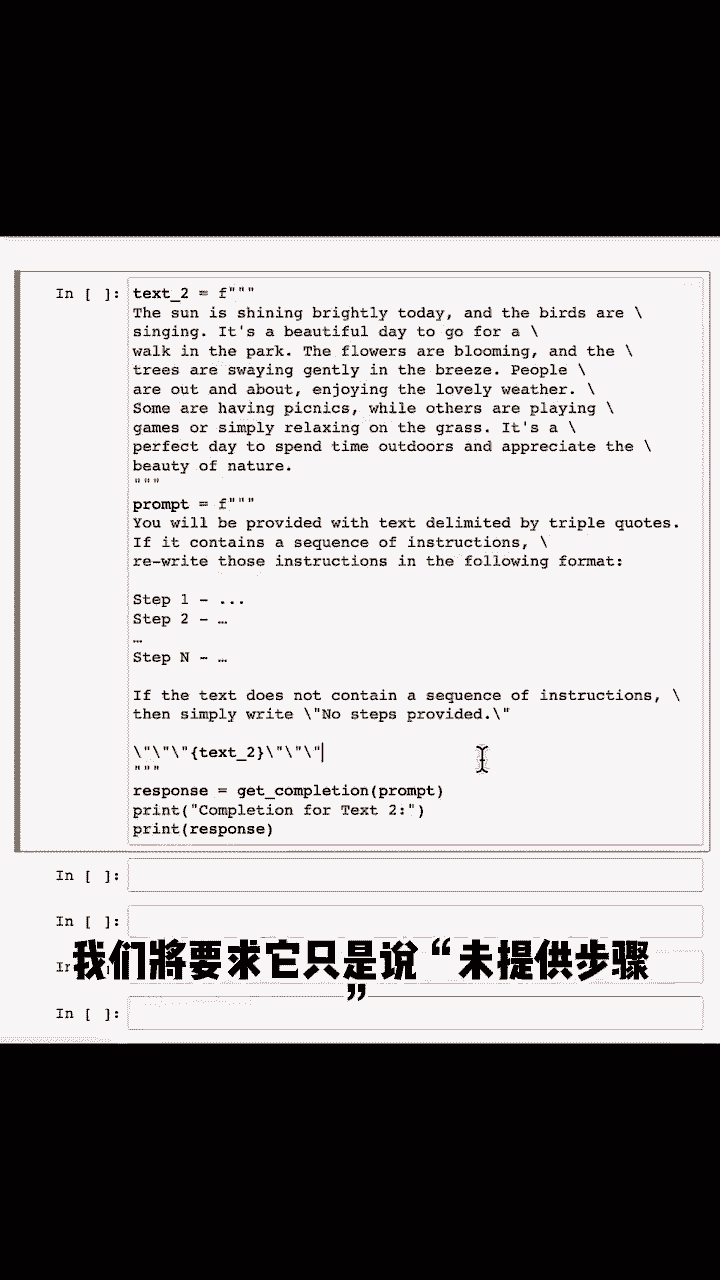 In [ ]: text_2 = f"""
The sun is shining brightly today, and the birds are \
singing. It's a beautiful day to go for a \
walk in the park. The flowers are blooming, and the \
trees are swaying gently in the breeze. People \
are out and about, enjoying the lovely weather. \
Some are having picnics, while others are playing \
games or simply relaxing on the grass. It's a \
perfect day to spend time outdoors and appreciate the \
beauty of nature.
"""
prompt = f"""
You will be provided with text delimited by triple quotes.
If it contains a sequence of instructions, \
re-write those instructions in the following format:
Step 1 - ...
Step 2 - …
…
Step N - …
If the text does not contain a sequence of instructions, \
then simply write \"No steps provided.\"
\"\"\"{text_2}\"\"\"
"""
response = get_completion(prompt)
print("Completion for Text 2:")
print(response)
In [ ]:
In [ ]:
我们將要求它只是说“未提供步骤
”
In [ ]: